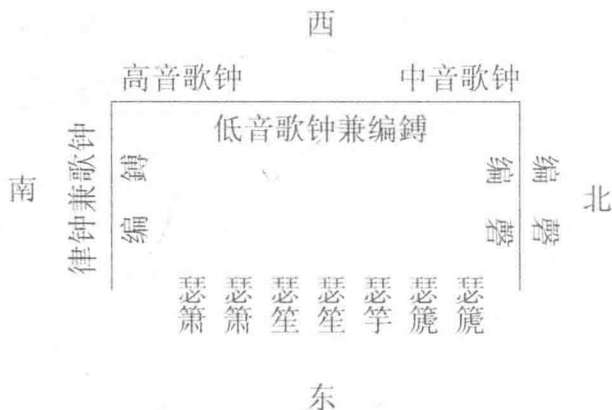 西
高音歌钟 中音歌钟
低音歌钟兼编鎛
南
律钟兼歌钟
编鎛
编磬
编磬
北
瑟 瑟 瑟 瑟 瑟 瑟 瑟
箫 箫 笙 笙 竽 篪 篪
东